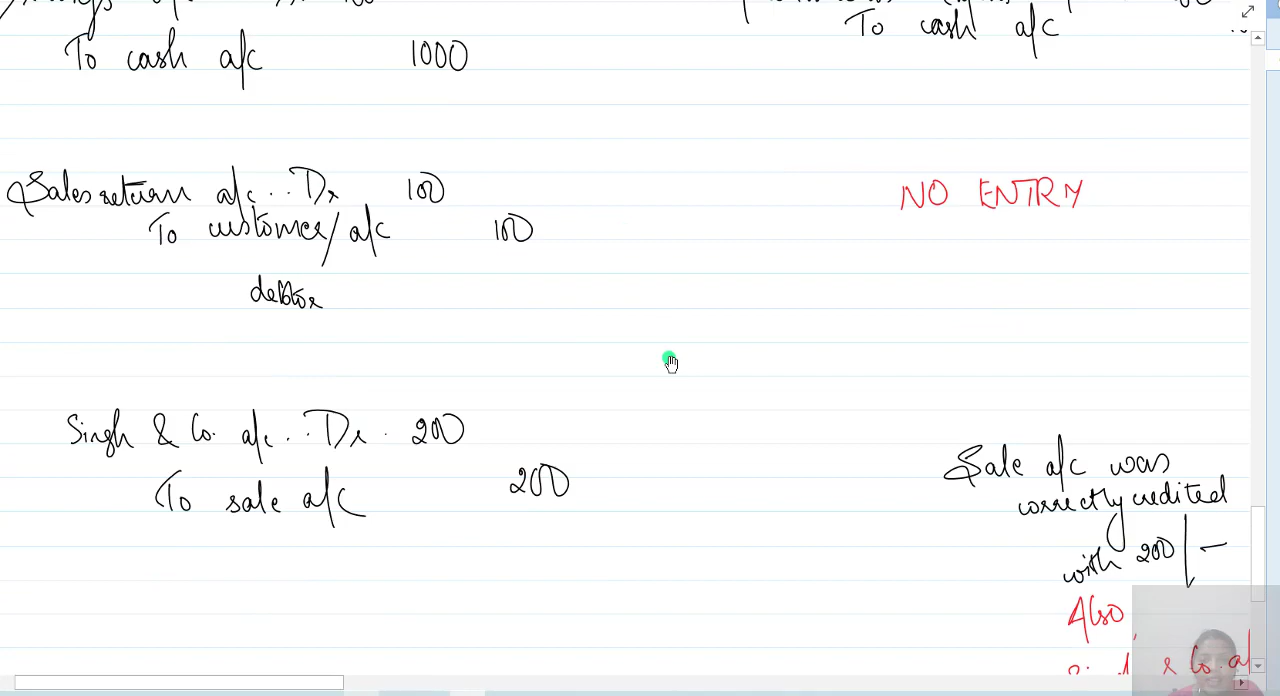 To cash a/c 1000
To cash a/c
Sales return a/c .. Dr 100
To customer/ a/c 100
debtor
NO ENTRY
Singh & Co. a/c .. Dr. 200
To sale a/c 200
Sale a/c was
correctly credited
with 200/-
Also
& Co. a/